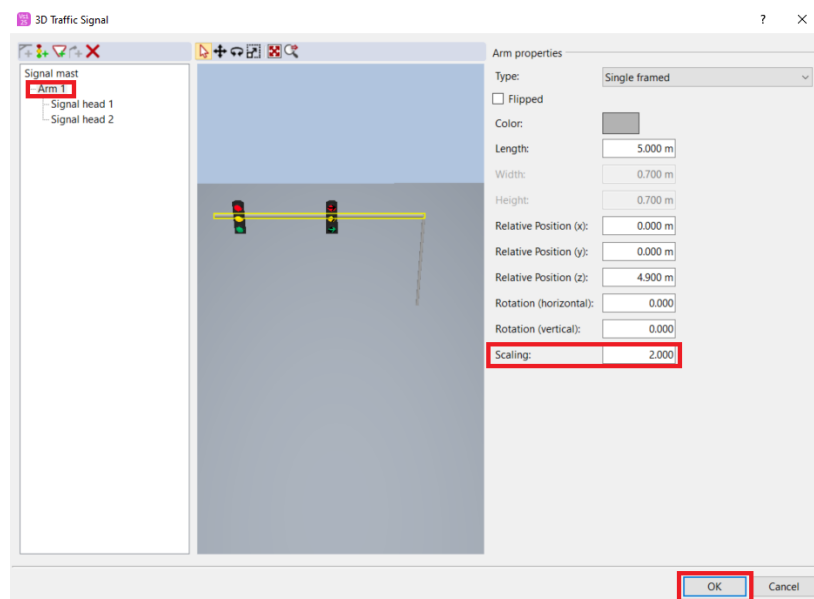 3D Traffic Signal
Signal mast
Arm 1
Signal head 1
Signal head 2
Arm properties
Type: Single framed
Flipped
Color:
Length: 5.000 m
Width: 0.700 m
Height: 0.700 m
Relative Position (x): 0.000 m
Relative Position (y): 0.000 m
Relative Position (z): 4.900 m
Rotation (horizontal): 0.000
Rotation (vertical): 0.000
Scaling: 2.000
OK Cancel